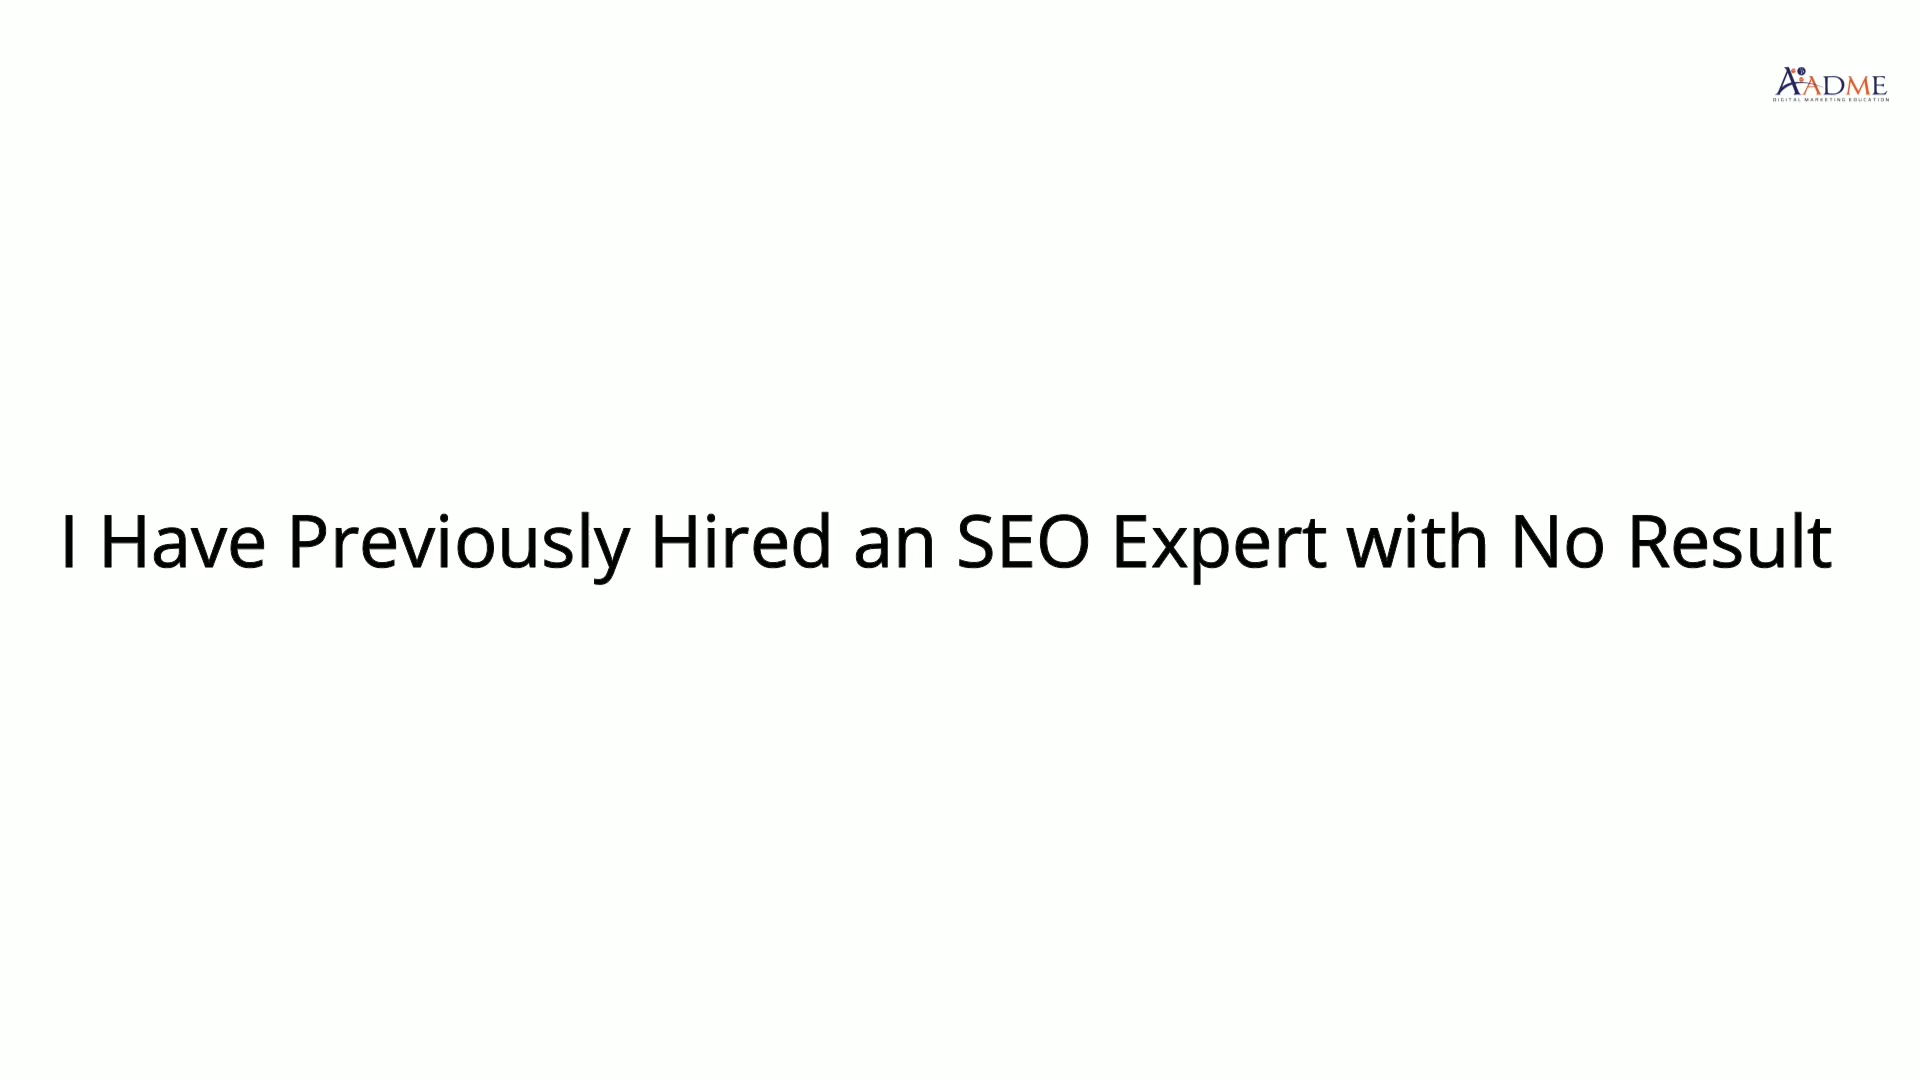 AADME
DIGITAL MARKETING EDUCATION
I Have Previously Hired an SEO Expert with No Result